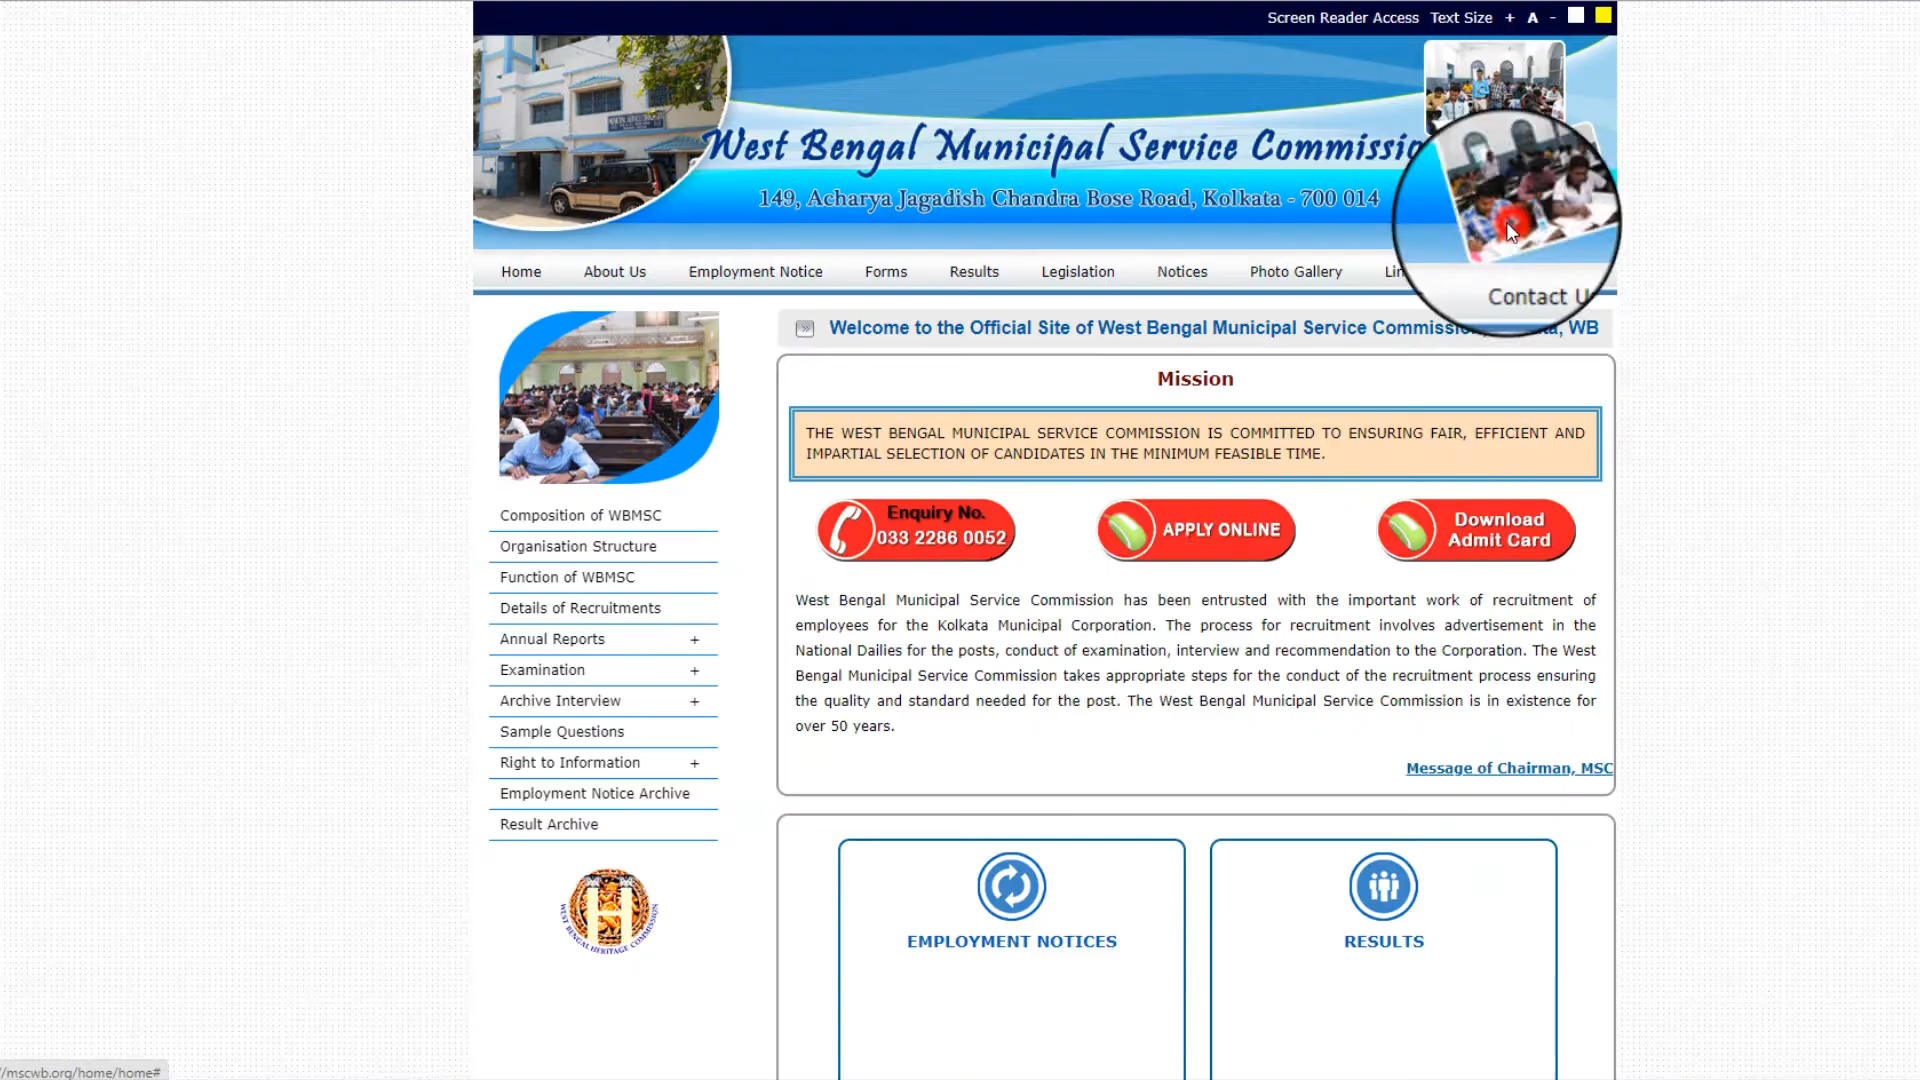 Screen Reader Access Text Size + A -
West Bengal Municipal Service
149, Acharya Jagadish Chandra Bose Road, Kolkata - 700 014
Home About Us Employment Notice Forms Results Legislation Notices Photo Gallery
Contact
Welcome to the Official Site of West Bengal Municipal Service WB
Mission
THE WEST BENGAL MUNICIPAL SERVICE COMMISSION IS COMMITTED TO ENSURING FAIR, EFFICIENT AND
IMPARTIAL SELECTION OF CANDIDATES IN THE MINIMUM FEASIBLE TIME.
Enquiry No.
033 2286 0052
APPLY ONLINE
Download
Admit Card
West Bengal Municipal Service Commission has been entrusted with the important work of recruitment of
employees for the Kolkata Municipal Corporation. The process for recruitment involves advertisement in the
National Dailies for the posts, conduct of examination, interview and recommendation to the Corporation. The West
Bengal Municipal Service Commission takes appropriate steps for the conduct of the recruitment process ensuring
the quality and standard needed for the post. The West Bengal Municipal Service Commission is in existence for
over 50 years.
Message of Chairman, MSC
Composition of WBMSC
Organisation Structure
Function of WBMSC
Details of Recruitments
Annual Reports +
Examination +
Archive Interview +
Sample Questions
Right to Information +
Employment Notice Archive
Result Archive
WEST BENGAL HERITAGE COMMISSION
EMPLOYMENT NOTICES
RESULTS
/mscwb.org/home/home#